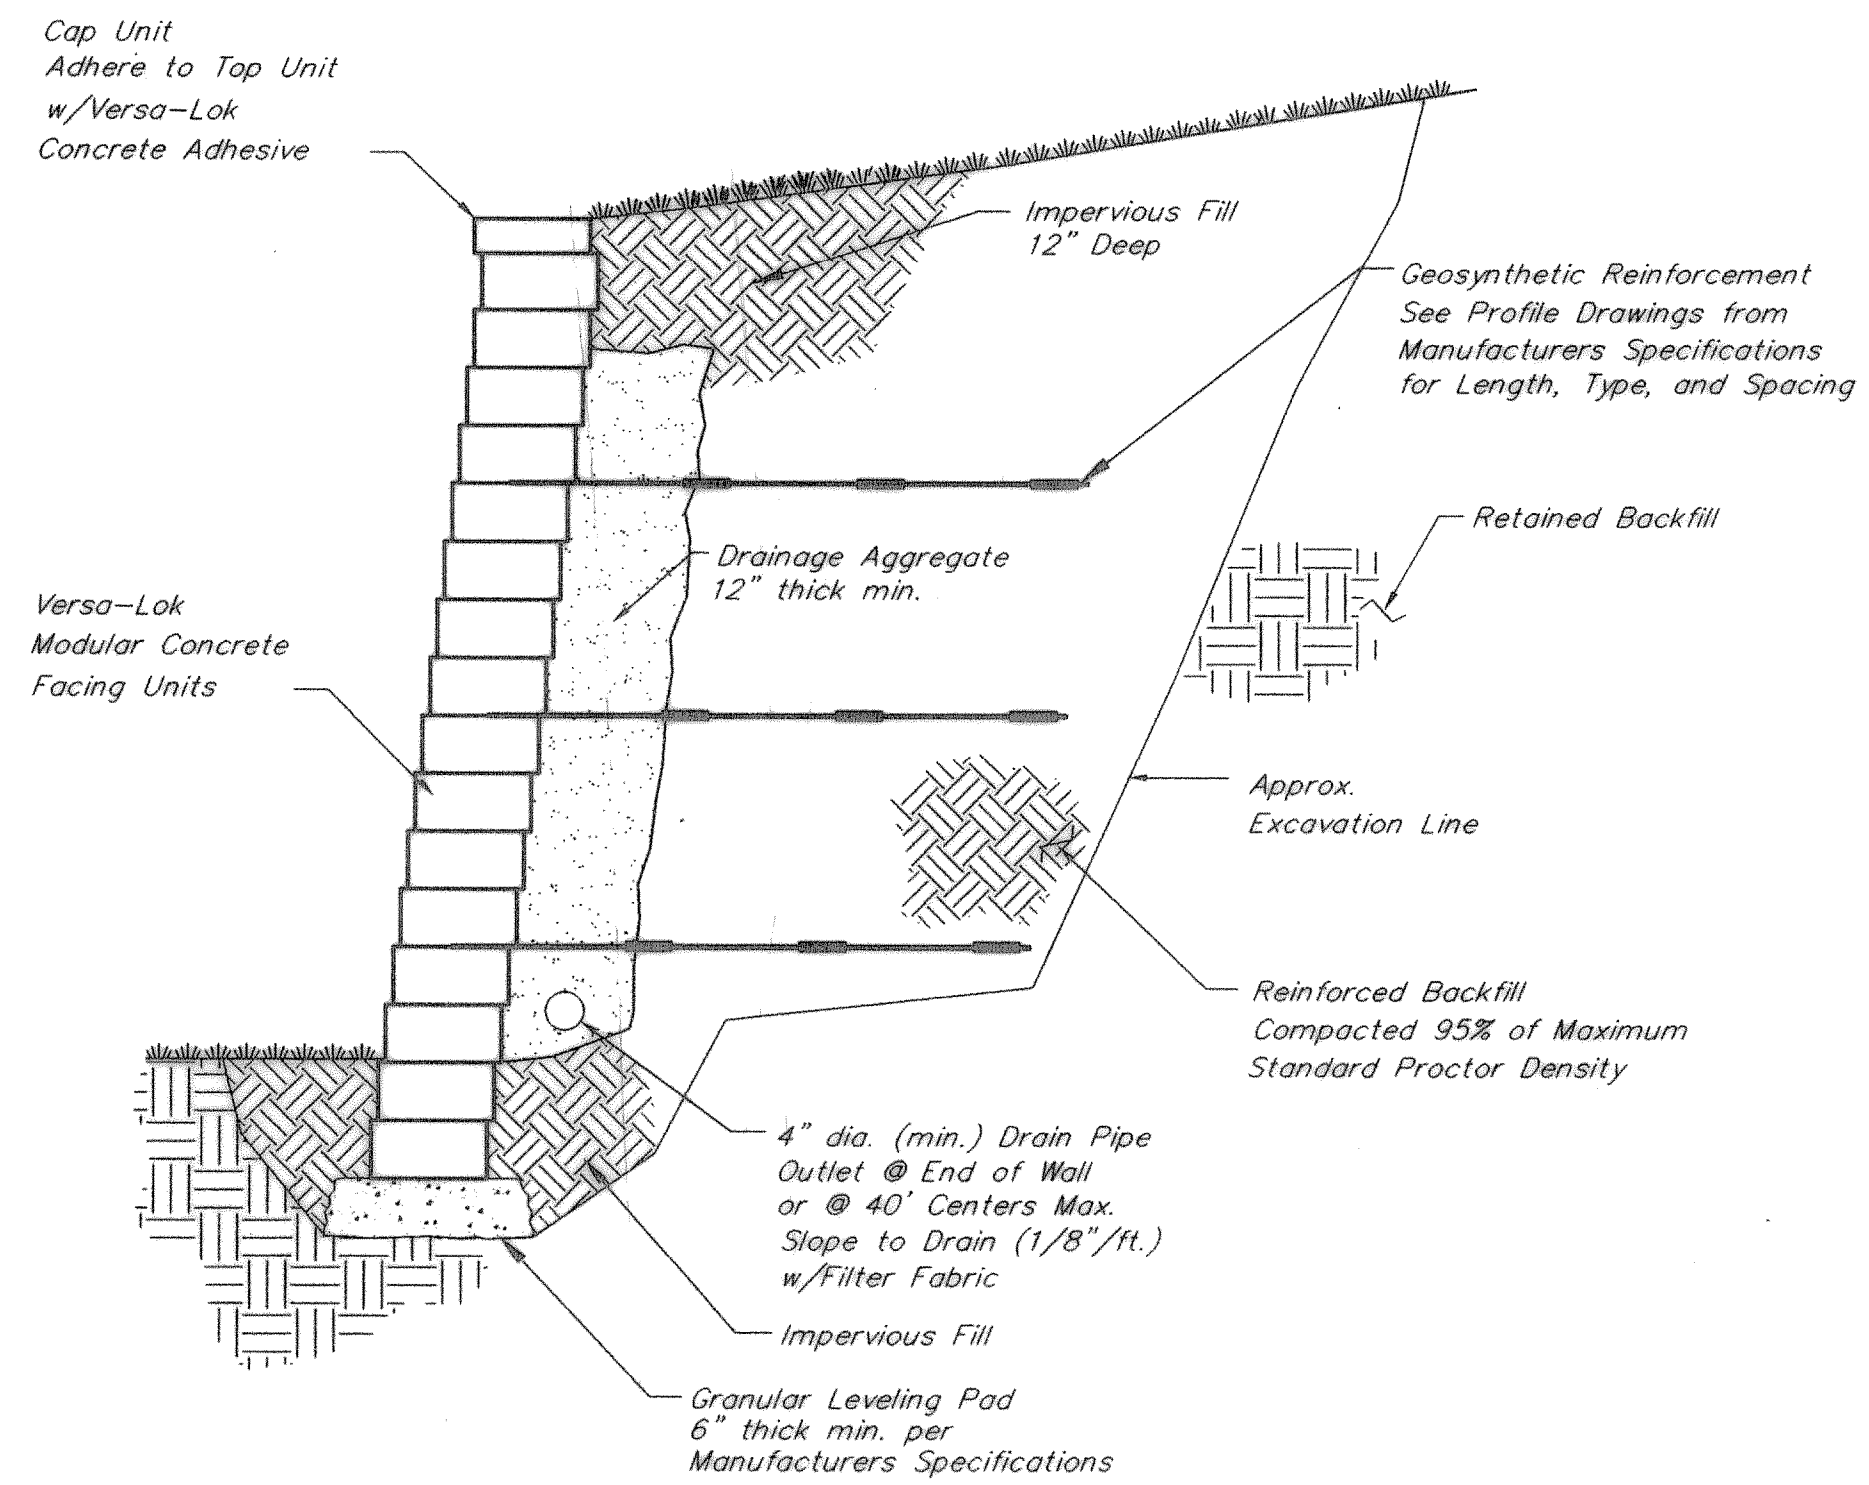 Cap Unit
Adhere to Top Unit
w/Versa-Lok
Concrete Adhesive
Impervious Fill
12" Deep
Geosynthetic Reinforcement
See Profile Drawings from
Manufacturers Specifications
for Length, Type, and Spacing
Retained Backfill
Drainage Aggregate
12" thick min.
Versa-Lok
Modular Concrete
Facing Units
Approx.
Excavation Line
Reinforced Backfill
Compacted 95% of Maximum
Standard Proctor Density
4" dia. (min.) Drain Pipe
Outlet @ End of Wall
or @ 40' Centers Max.
Slope to Drain (1/8"/ft.)
w/Filter Fabric
Impervious Fill
Granular Leveling Pad
6" thick min. per
Manufacturers Specifications